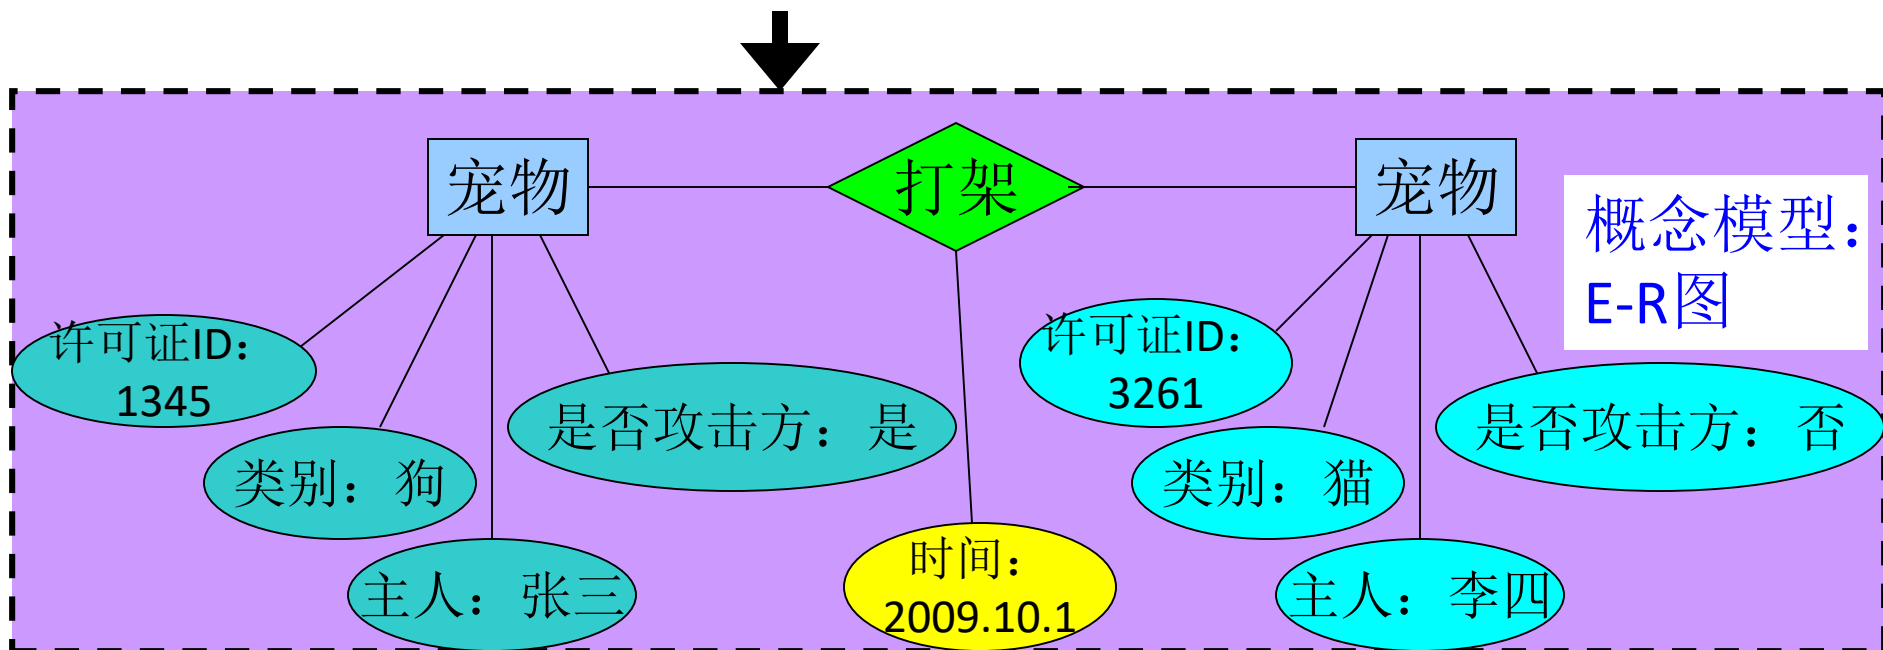 宠物
打架
宠物
概念模型：
E-R图
许可证ID：
1345
类别：狗
主人：张三
是否攻击方：是
时间：
2009.10.1
许可证ID：
3261
类别：猫
主人：李四
是否攻击方：否